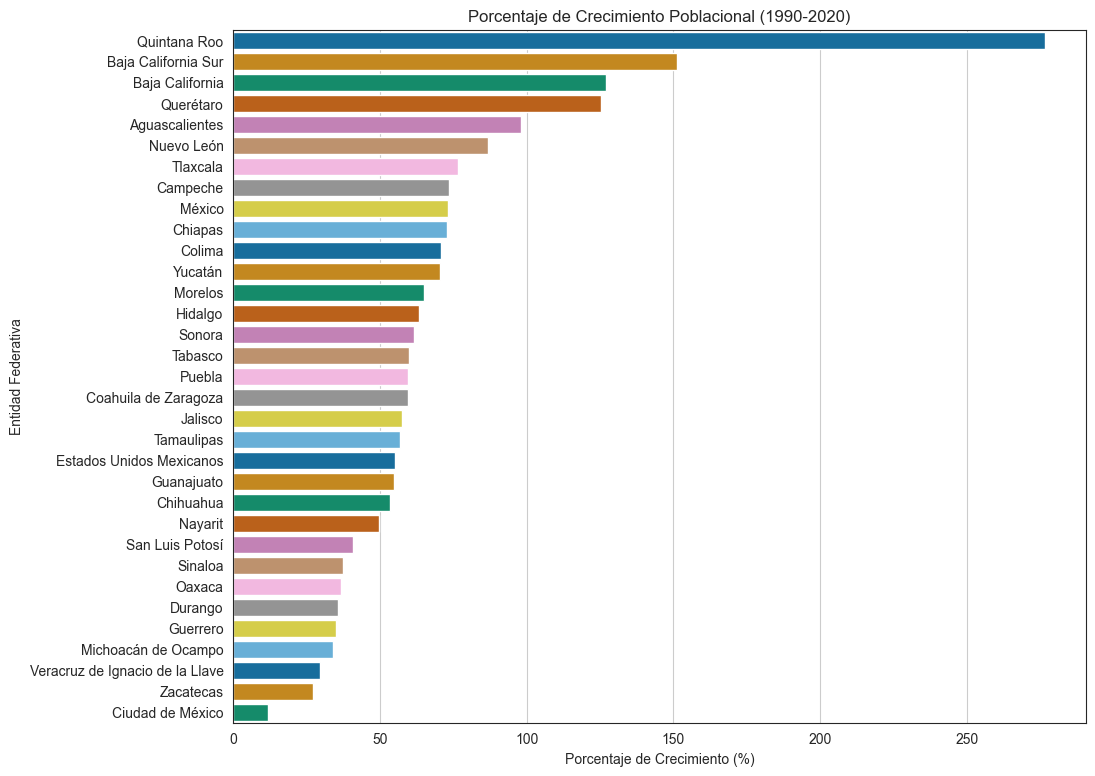 Porcentaje de Crecimiento Poblacional (1990-2020)
Entidad Federativa
Quintana Roo
Baja California Sur
Baja California
Querétaro
Aguascalientes
Nuevo León
Tlaxcala
Campeche
México
Chiapas
Colima
Yucatán
Morelos
Hidalgo
Sonora
Tabasco
Puebla
Coahuila de Zaragoza
Jalisco
Tamaulipas
Estados Unidos Mexicanos
Guanajuato
Chihuahua
Nayarit
San Luis Potosí
Sinaloa
Oaxaca
Durango
Guerrero
Michoacán de Ocampo
Veracruz de Ignacio de la Llave
Zacatecas
Ciudad de México
0 50 100 150 200 250
Porcentaje de Crecimiento (%)